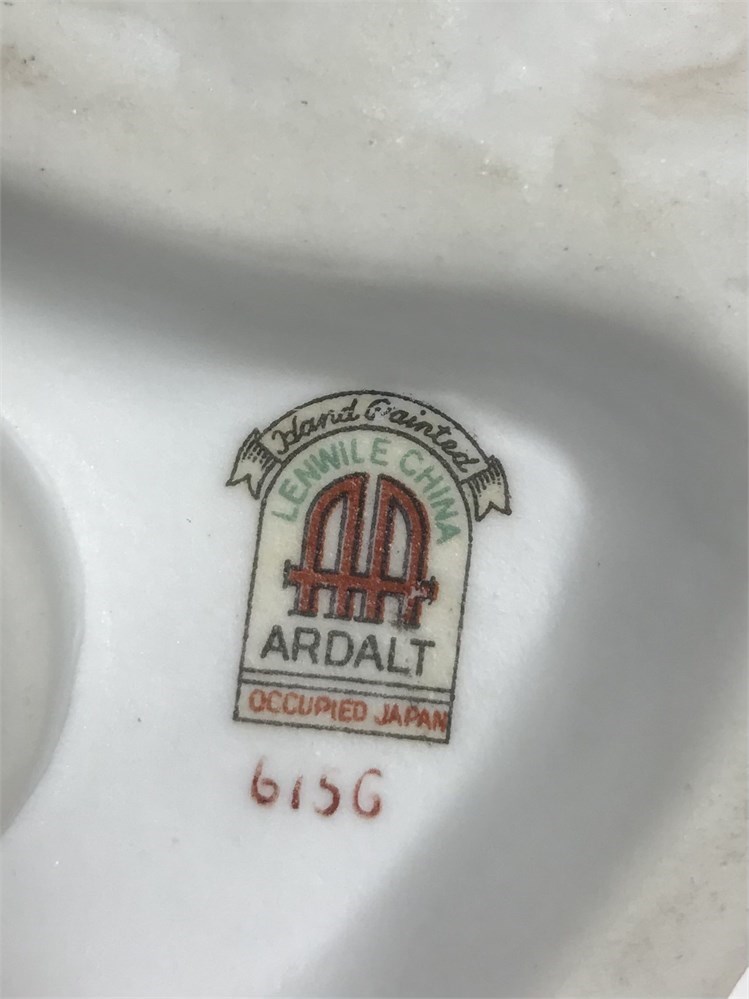 Hand Painted
LENWILE CHINA
ARDALT
OCCUPIED JAPAN
6156